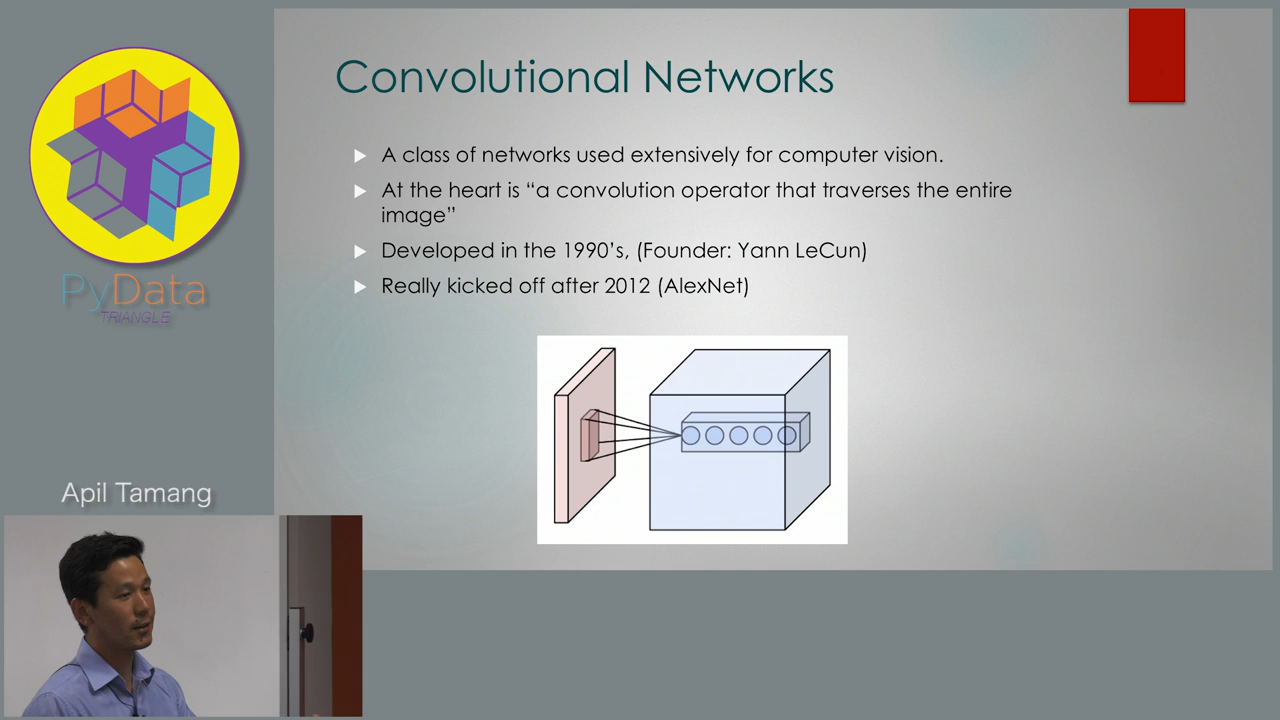 Convolutional Networks
A class of networks used extensively for computer vision.
At the heart is “a convolution operator that traverses the entire
image”
Developed in the 1990’s, (Founder: Yann LeCun)
Really kicked off after 2012 (AlexNet)
PyData
TRIANGLE
Apil Tamang